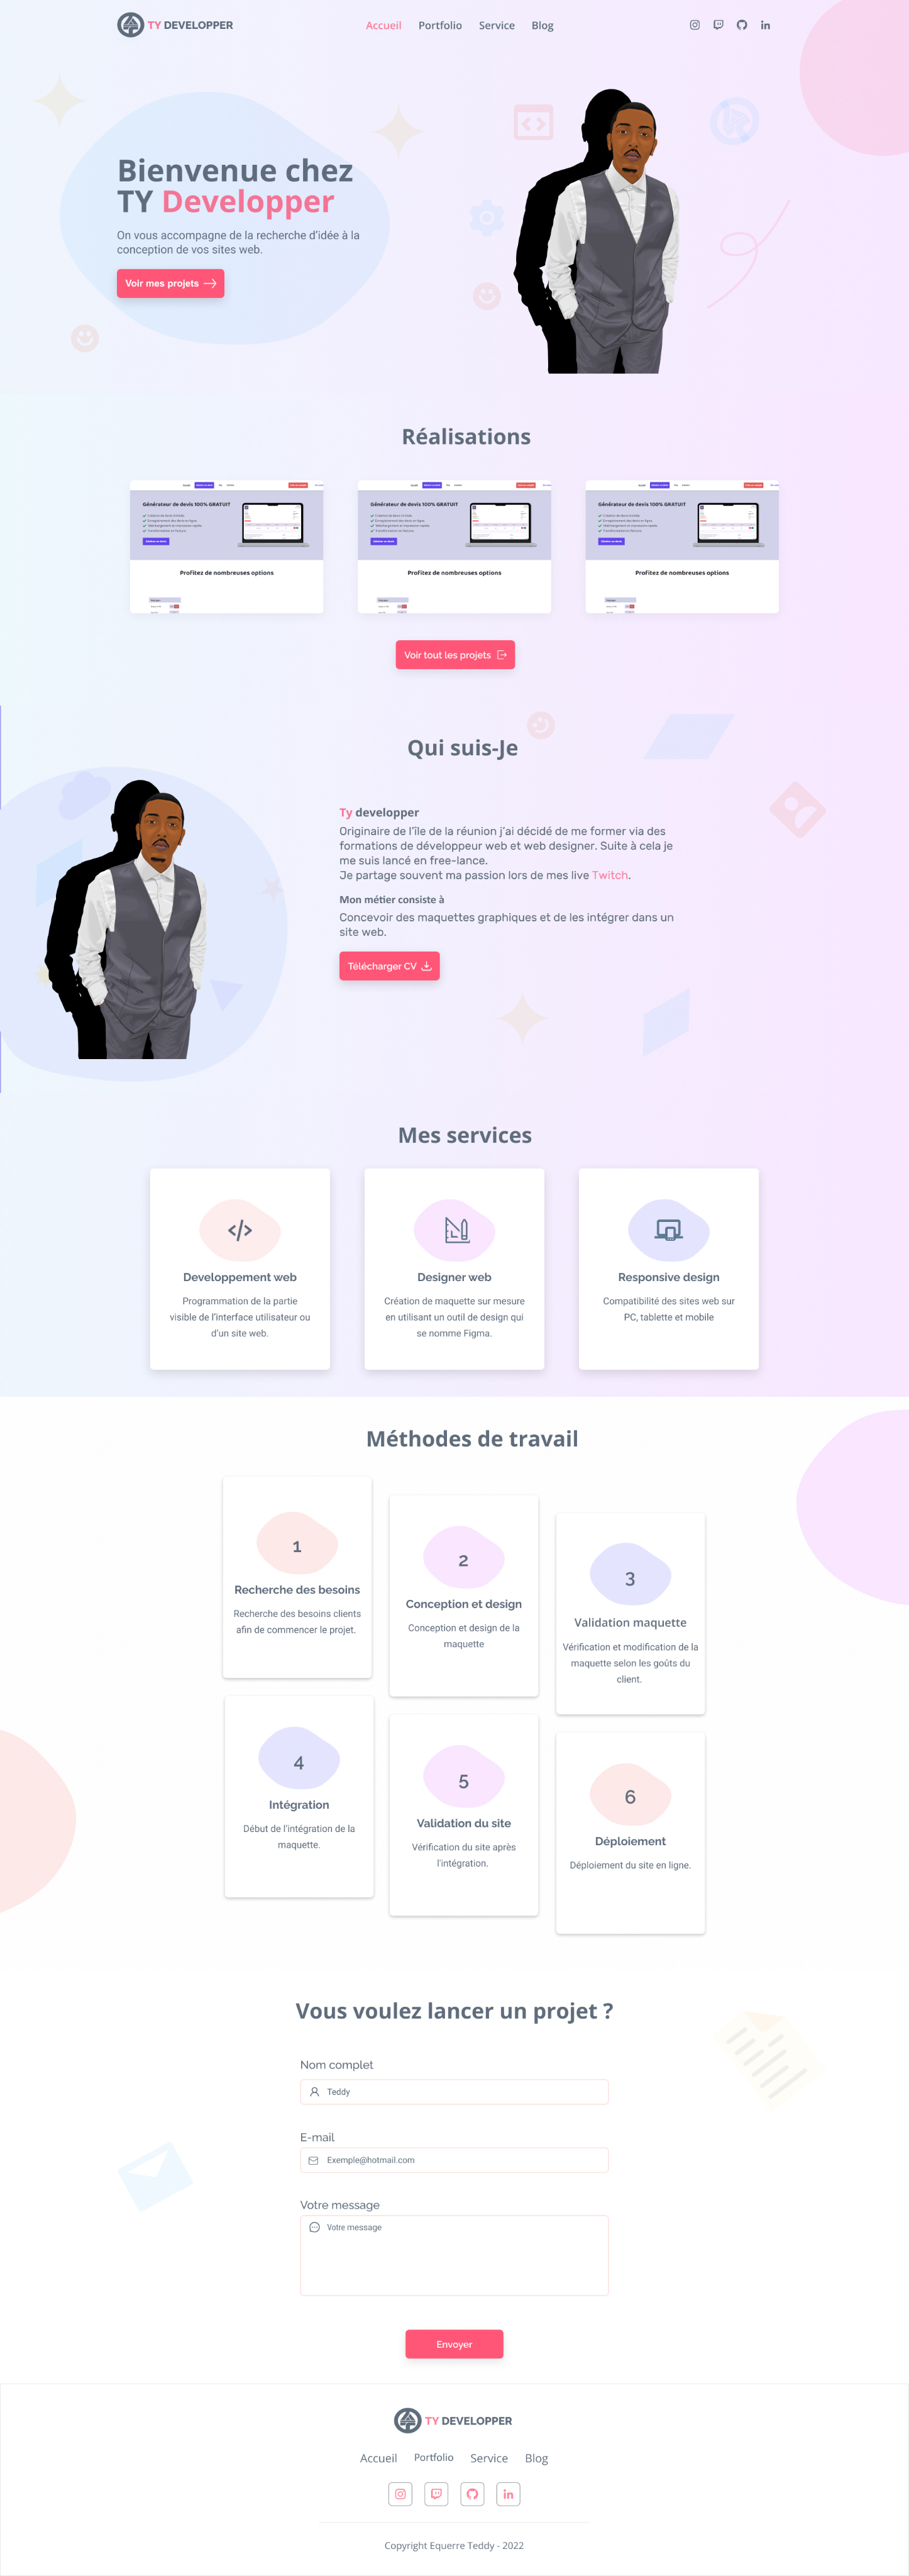 TY DEVELOPPER
Accueil Portfolio Service Blog
Bienvenue chez
TY Developper
On vous accompagne de la recherche d'idée à la
conception de vos sites web.
Voir mes projets
Réalisations
Générateur de devis 100% GRATUIT
Profitez de nombreuses options
Générateur de devis 100% GRATUIT
Profitez de nombreuses options
Générateur de devis 100% GRATUIT
Profitez de nombreuses options
Voir tout les projets
Qui suis-Je
Ty developper
Originaire de l'île de la réunion j'ai décidé de me former via des
formations de développeur web et web designer. Suite à cela je
me suis lancé en free-lance.
Je partage souvent ma passion lors de mes live Twitch.
Mon métier consiste à
Concevoir des maquettes graphiques et de les intégrer dans un
site web.
Télécharger CV
Mes services
Developpement web
Programmation de la partie
visible de l'interface utilisateur ou
d'un site web.
Designer web
Création de maquette sur mesure
en utilisant un outil de design qui
se nomme Figma.
Responsive design
Compatibilité des sites web sur
PC, tablette et mobile
Méthodes de travail
1
Recherche des besoins
Recherche des besoins clients
afin de commencer le projet.
2
Conception et design
Conception et design de la
maquette
3
Validation maquette
Vérification et modification de la
maquette selon les goûts du
client.
4
Intégration
Début de l'intégration de la
maquette.
5
Validation du site
Vérification du site après
l'intégration.
6
Déploiement
Déploiement du site en ligne.
Vous voulez lancer un projet ?
Nom complet
Teddy
E-mail
Exemple@hotmail.com
Votre message
Votre message
Envoyer
TY DEVELOPPER
Accueil Portfolio Service Blog
Copyright Equerre Teddy - 2022